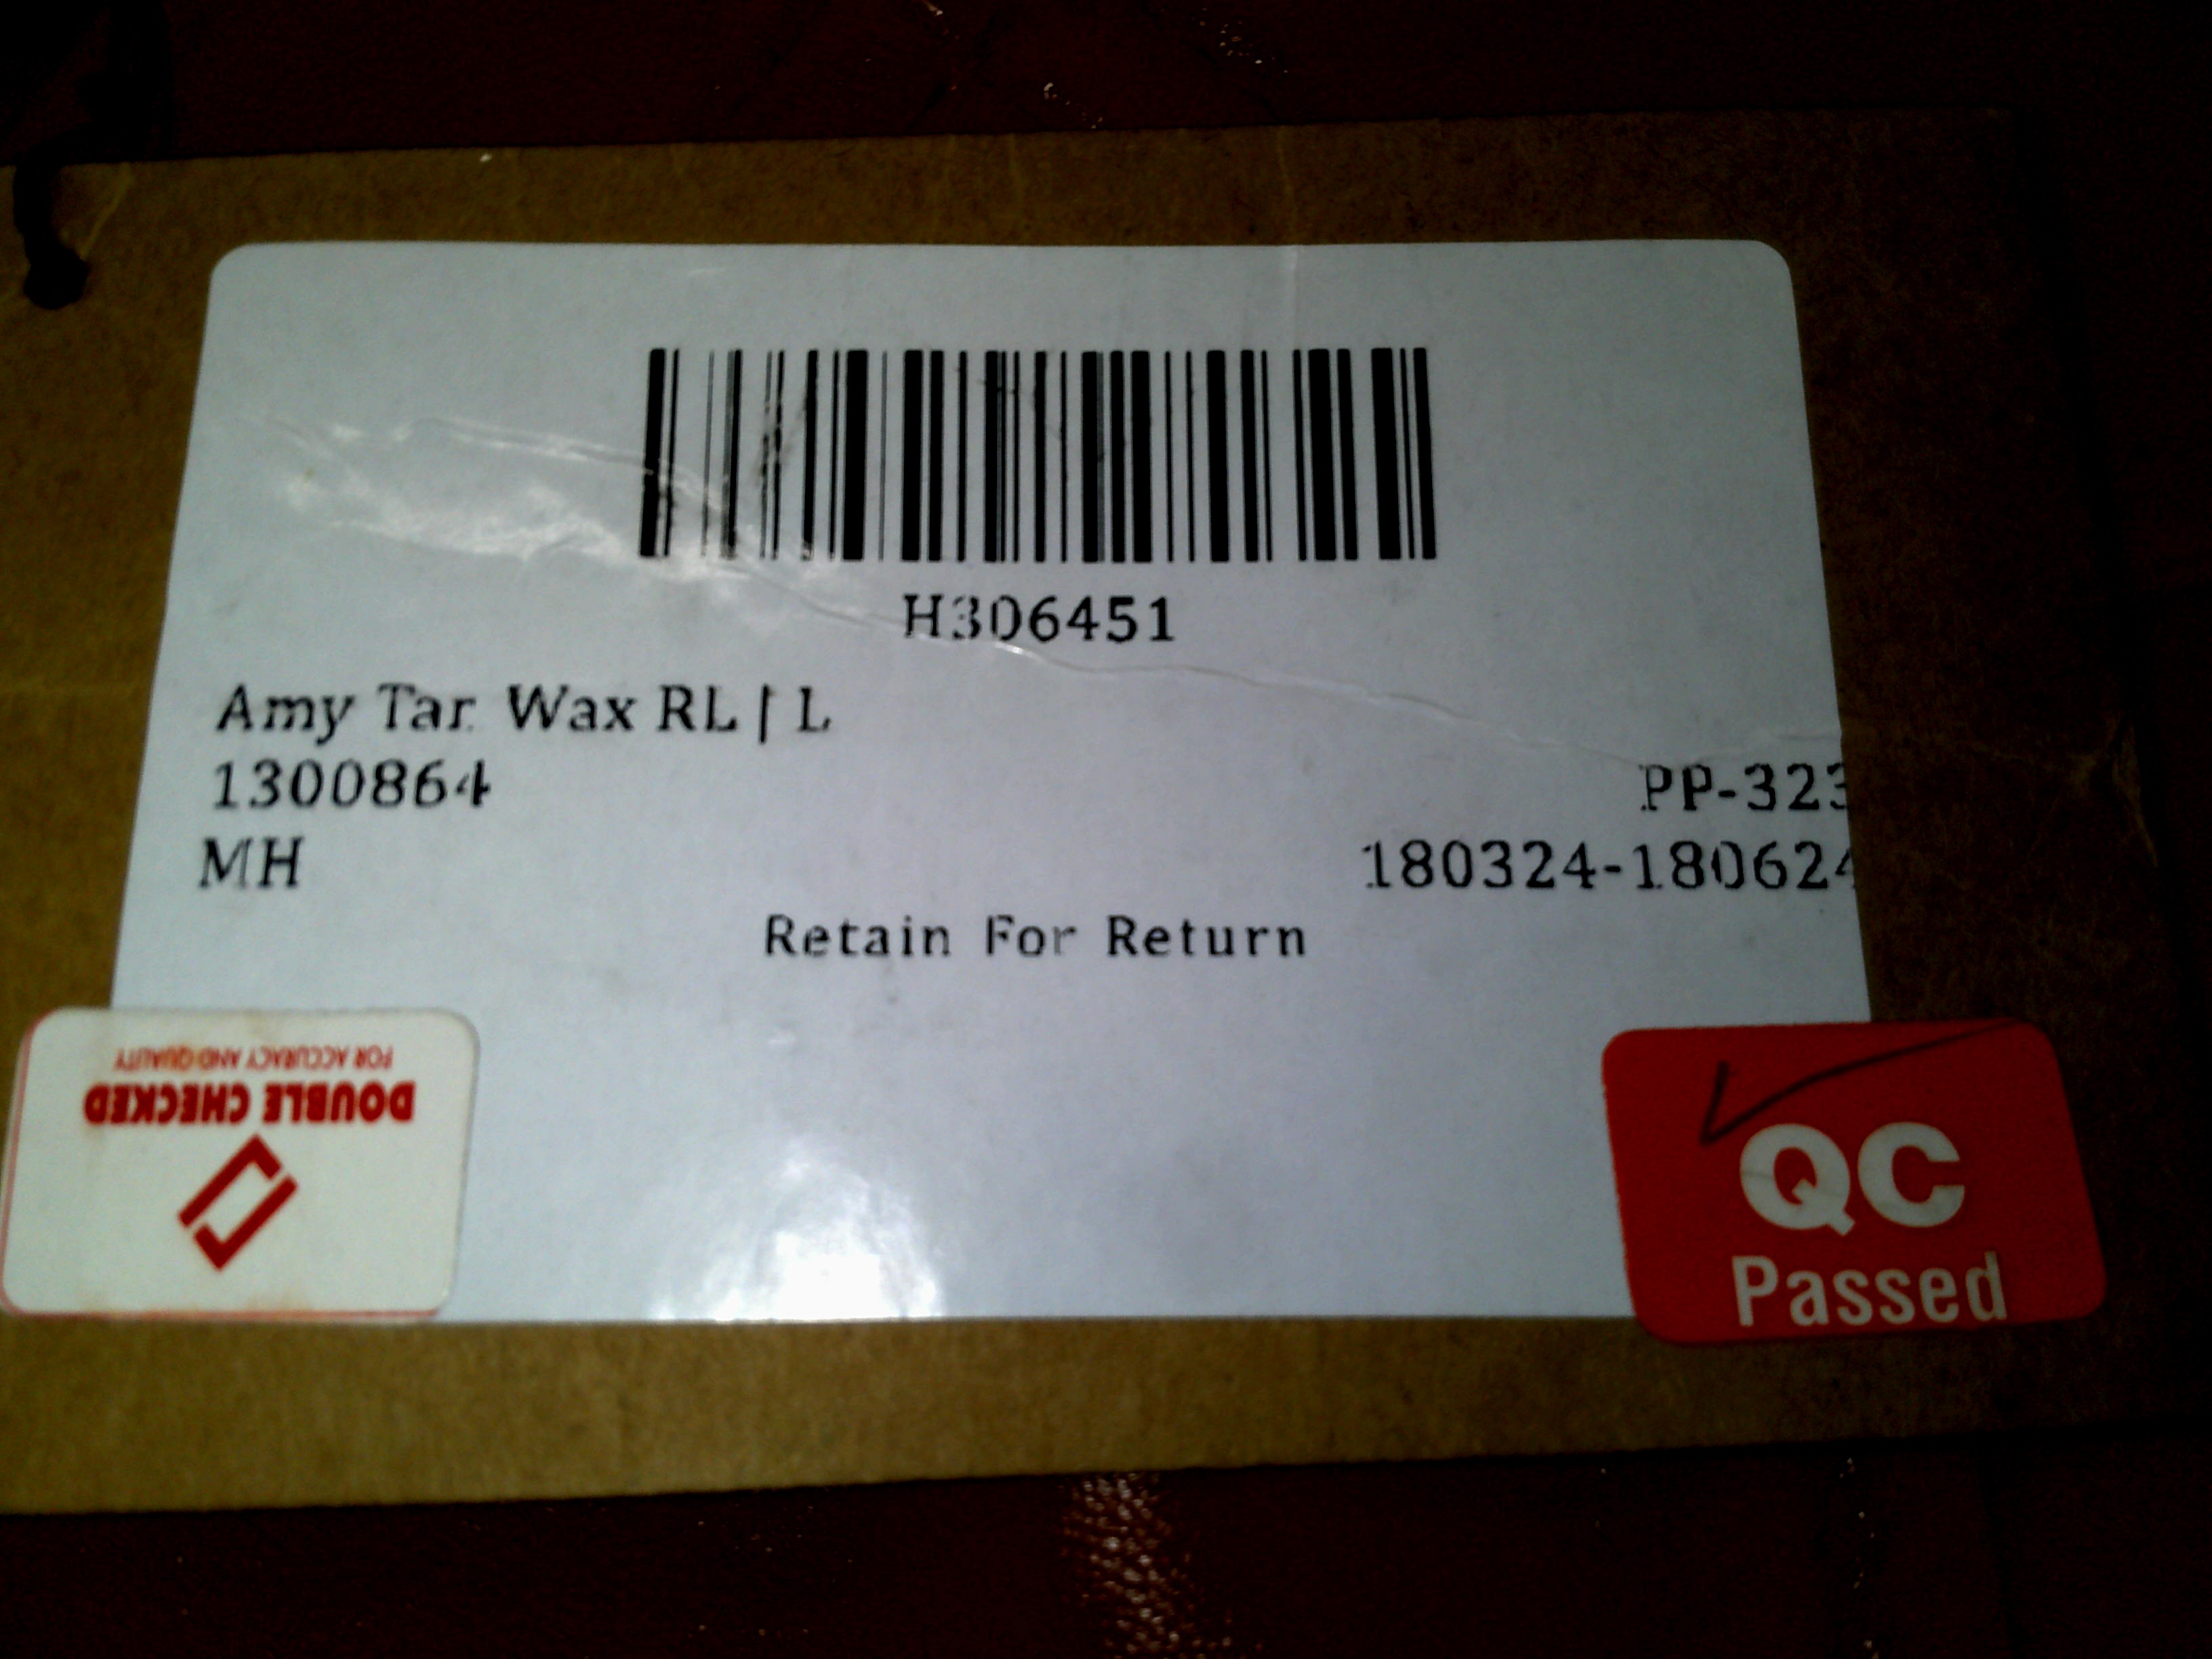 H306451
Amy Tan Wax RL | L
1300864
PP-323
MH
180324-180624
Retain For Return
DOUBLE CHECKED
FOR ACCURACY AND QUALITY
QC
Passed